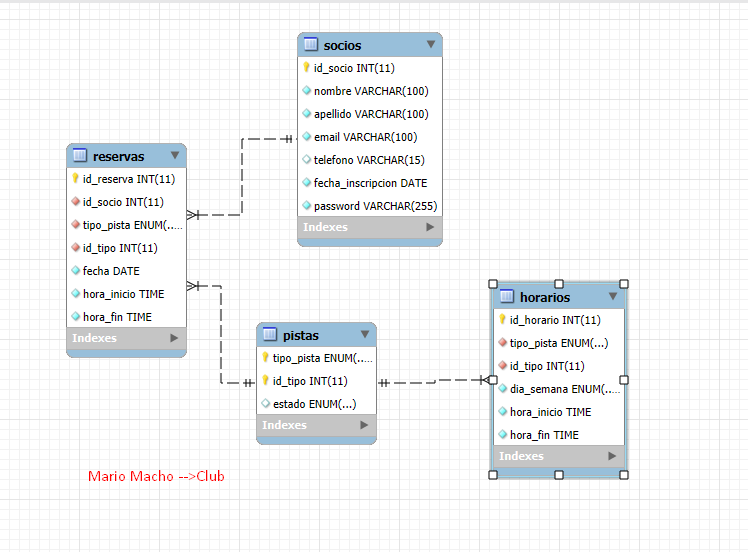 socios
id_socio INT(11)
nombre VARCHAR(100)
apellido VARCHAR(100)
email VARCHAR(100)
telefono VARCHAR(15)
fecha_inscripcion DATE
password VARCHAR(255)
Indexes
reservas
id_reserva INT(11)
id_socio INT(11)
tipo_pista ENUM(...
id_tipo INT(11)
fecha DATE
hora_inicio TIME
hora_fin TIME
Indexes
pistas
tipo_pista ENUM(...
id_tipo INT(11)
estado ENUM(...)
Indexes
horarios
id_horario INT(11)
tipo_pista ENUM(...)
id_tipo INT(11)
dia_semana ENUM(...
hora_inicio TIME
hora_fin TIME
Indexes
Mario Macho -->Club